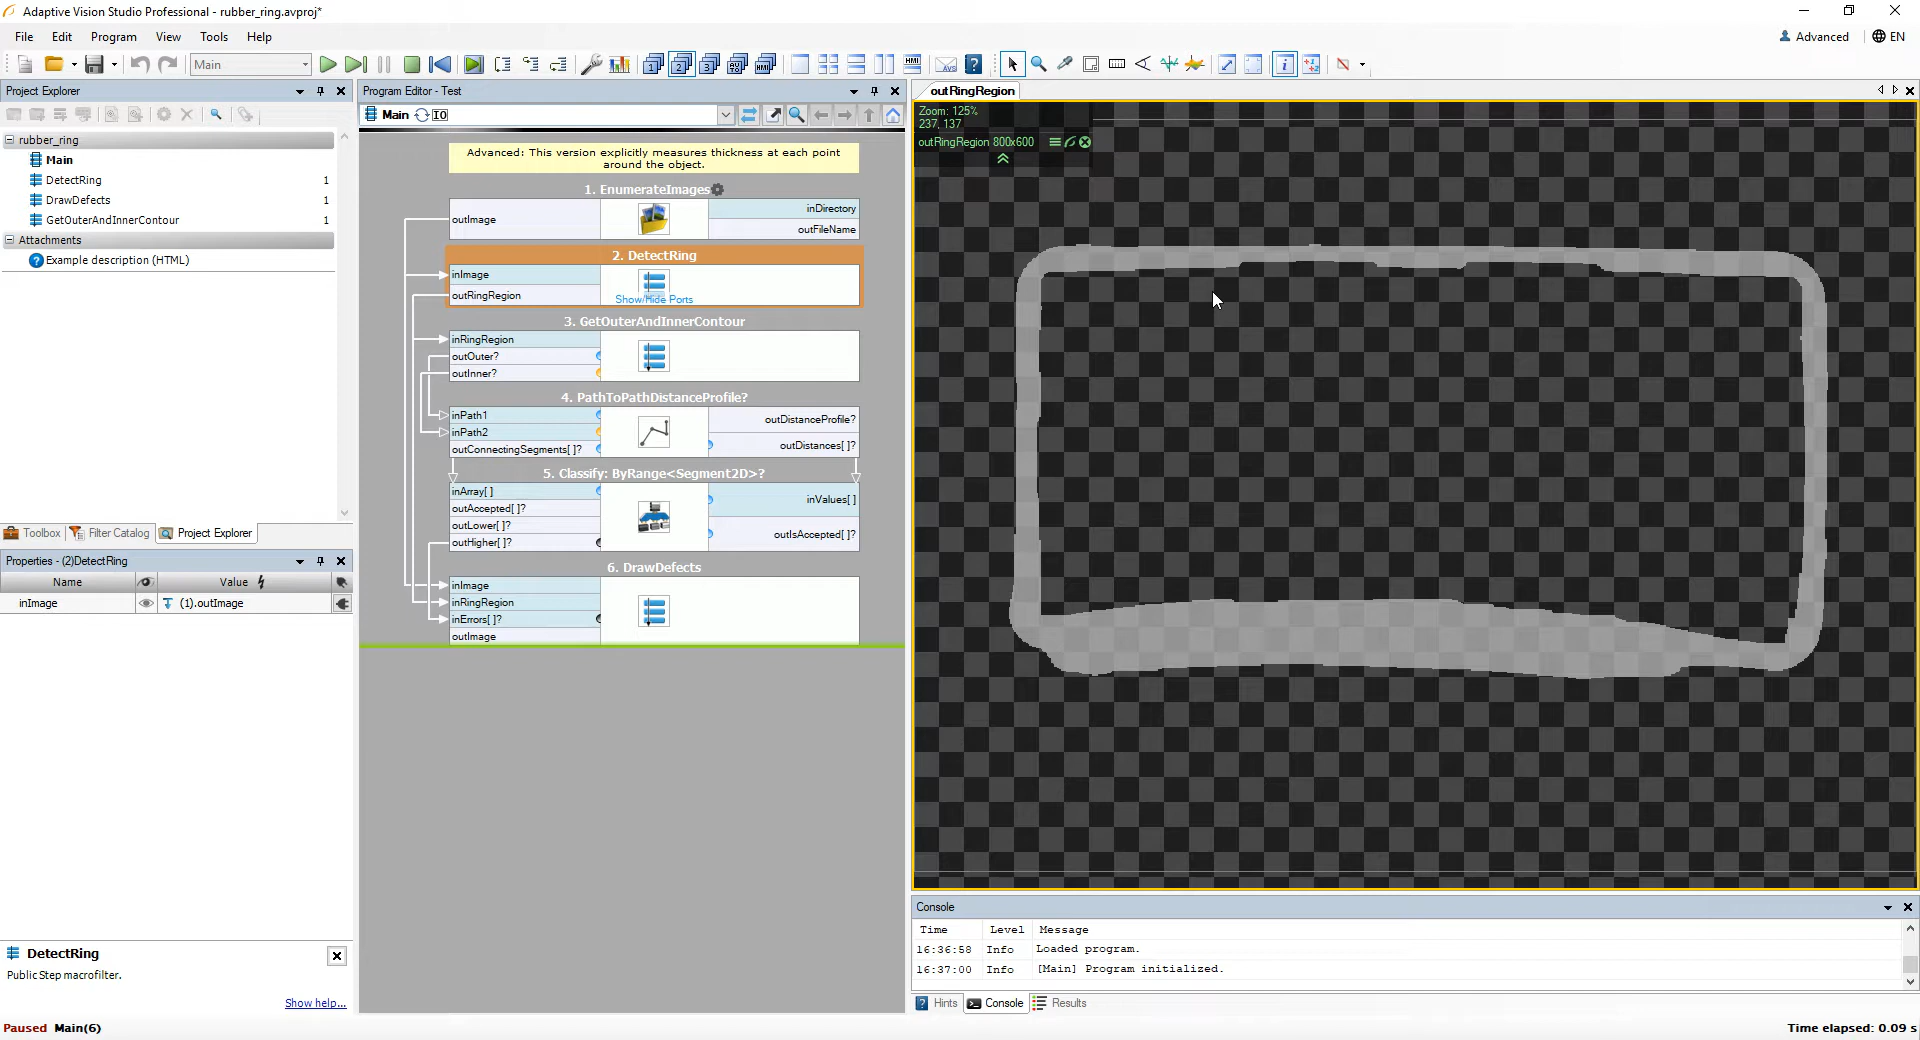 Adaptive Vision Studio Professional - rubber_ring.avproj*
File Edit Program View Tools Help
Advanced EN
Main
Project Explorer
rubber_ring
Main
DetectRing 1
DrawDefects 1
GetOuterAndInnerContour 1
Attachments
Example description (HTML)
Toolbox Filter Catalog Project Explorer
Properties - (2)DetectRing
Name Value
inImage (1).outImage
DetectRing
Public Step macrofilter.
Show help...
Program Editor - Test
Main IO
Advanced: This version explicitly measures thickness at each point
around the object.
1. EnumerateImages
outImage
inDirectory
outFileName
2. DetectRing
inImage
outRingRegion
Show/Hide Ports
3. GetOuterAndInnerContour
inRingRegion
outOuter?
outInner?
4. PathToPathDistanceProfile?
inPath1
inPath2
outConnectingSegments[ ]?
outDistanceProfile?
outDistances[ ]?
5. Classify: ByRange<Segment2D>?
inArray[ ]
outAccepted[ ]?
outLower[ ]?
outHigher[ ]?
inValues[ ]
outIsAccepted[ ]?
6. DrawDefects
inImage
inRingRegion
inErrors[ ]?
outImage
outRingRegion
Zoom: 125%
237, 137
outRingRegion 800x600
Console
Time Level Message
16:36:58 Info Loaded program.
16:37:00 Info [Main] Program initialized.
Hints Console Results
Paused Main(6)
Time elapsed: 0.09 s